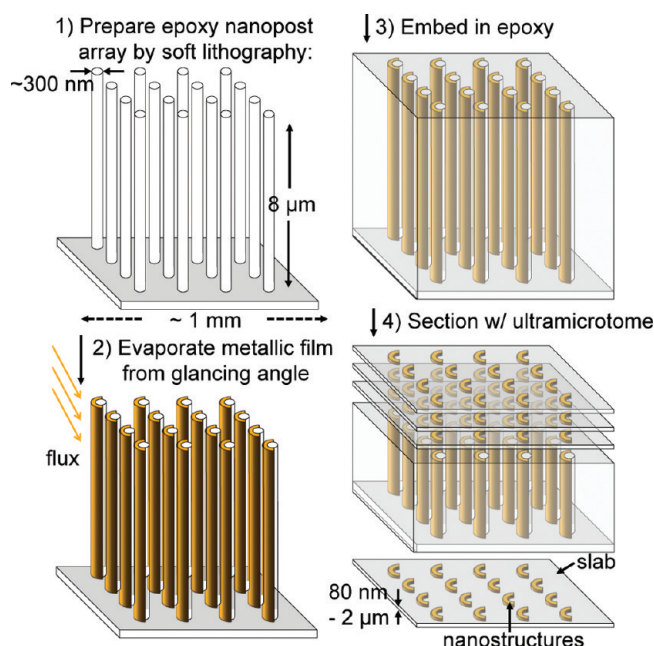 1) Prepare epoxy nanopost
array by soft lithography:
~300 nm
8 μm
~ 1 mm
2) Evaporate metallic film
from glancing angle
flux
3) Embed in epoxy
4) Section w/ ultramicrotome
slab
80 nm
- 2 μm
nanostructures